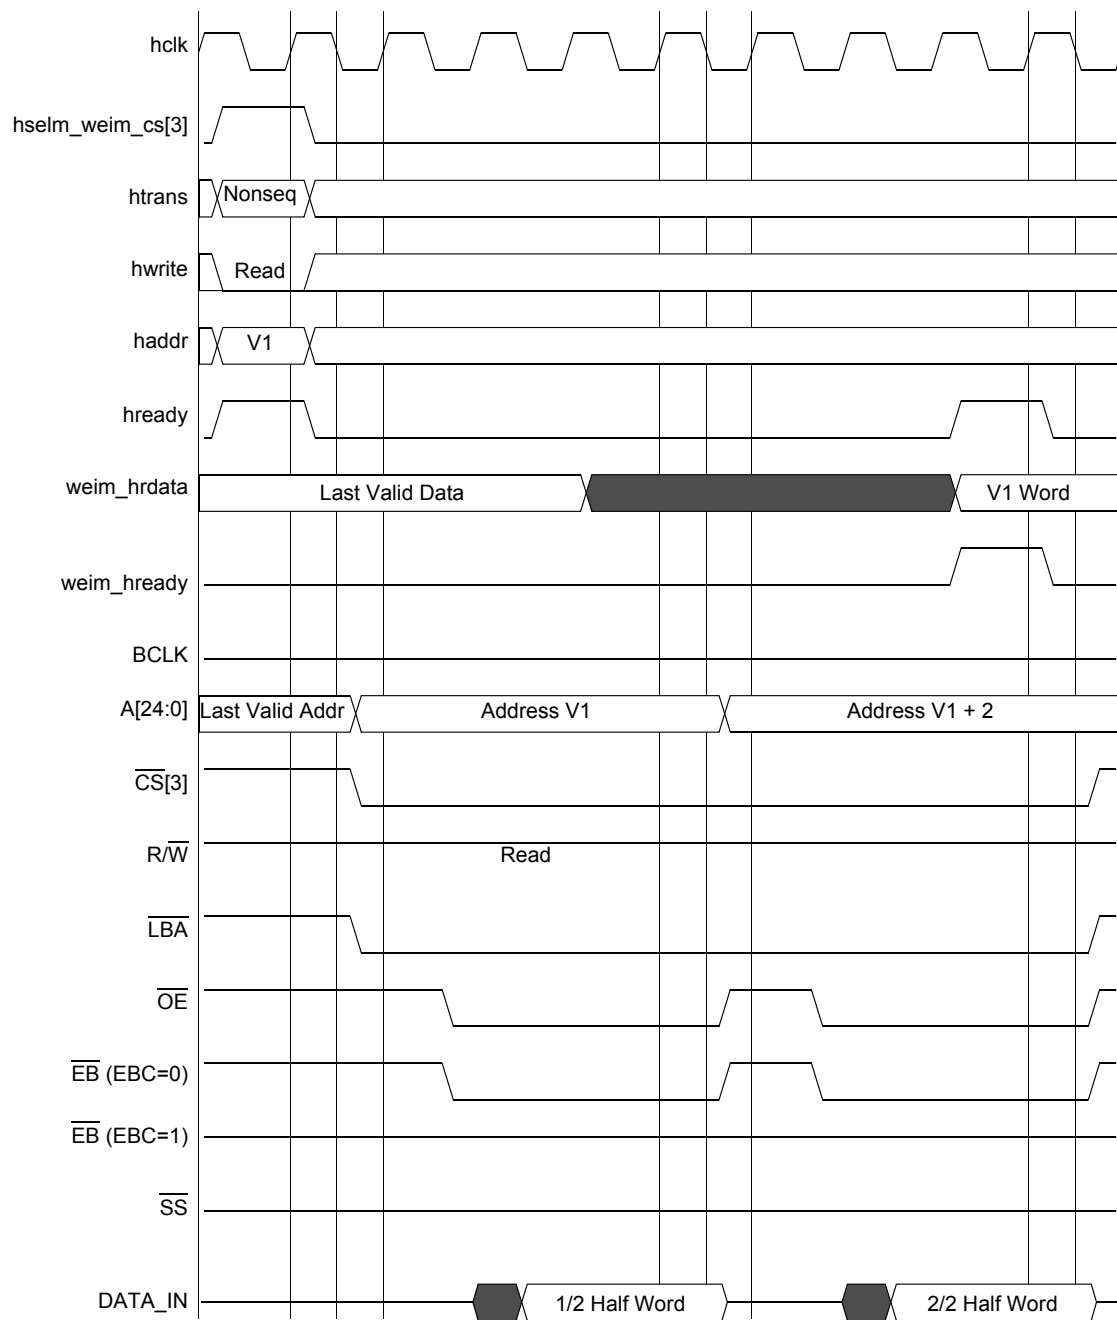 hclk
hselm_weim_cs[3]
htrans Nonseq
hwrite Read
haddr V1
hready
weim_hrdata Last Valid Data V1 Word
weim_hready
BCLK
A[24:0] Last Valid Addr Address V1 Address V1 + 2
CS[3]
R/W Read
LBA
OE
EB (EBC=0)
EB (EBC=1)
SS
DATA_IN 1/2 Half Word 2/2 Half Word